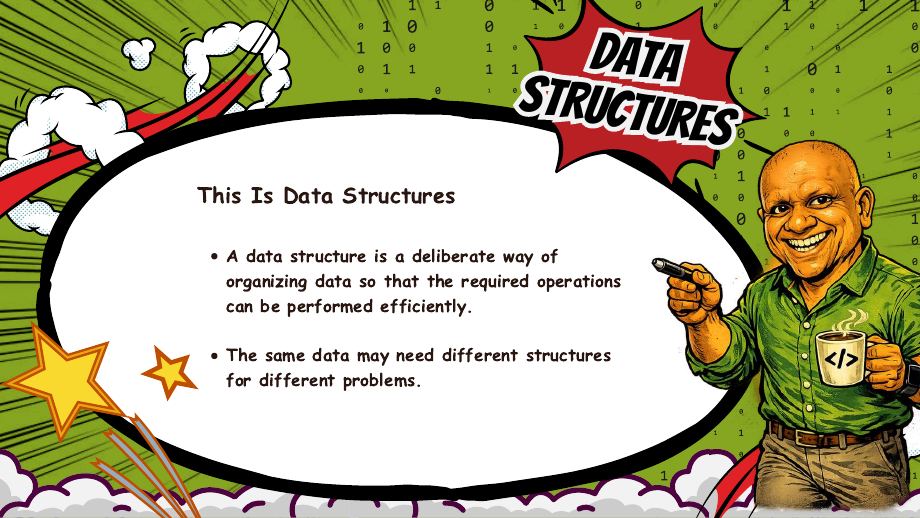 DATA
STRUCTURES
This Is Data Structures
• A data structure is a deliberate way of
organizing data so that the required operations
can be performed efficiently.
• The same data may need different structures
for different problems.
</>